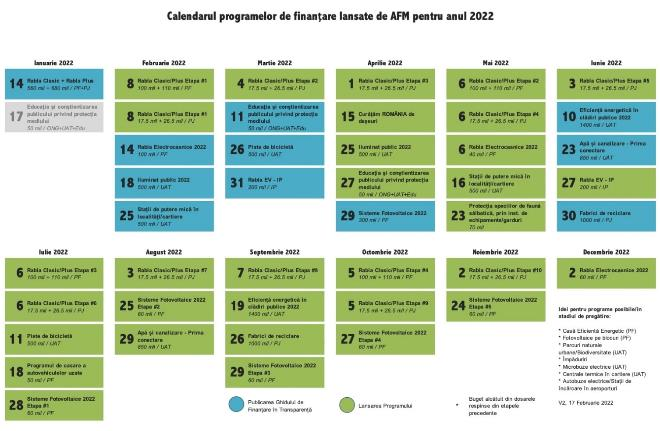 Calendarul programelor de finanțare lansate de AFM pentru anul 2022
Ianuarie 2022
14 Rabla Clasic + Rabla Plus
560 mil + 680 mil / PF+PJ
17 Educația și conștientizarea
publicului privind protecția
mediului
50 mil / ONG+UAT+Edu
Februarie 2022
8 Rabla Clasic/Plus Etapa #1
100 mil + 110 mil / PF
8 Rabla Clasic/Plus Etapa #1
17.5 mil + 26.5 mil / PJ
14 Rabla Electrocasnice 2022
100 mil / PF
18 Iluminat public 2022
500 mil / UAT
25 Stații de putere mică în
localități/cartiere
500 mil / UAT
Martie 2022
4 Rabla Clasic/Plus Etapa #2
17.5 mil + 26.5 mil / PJ
11 Educația și conștientizarea
publicului privind protecția
mediului
50 mil / ONG+UAT+Edu
26 Piste de bicicletă
500 mil / UAT
31 Rabla EV - IP
200 mil / IP
Aprilie 2022
1 Rabla Clasic/Plus Etapa #3
17.5 mil + 26.5 mil / PJ
15 Curățăm ROMÂNIA de
deșeuri
25 Iluminat public 2022
500 mil / UAT
27 Educația și conștientizarea
publicului privind protecția
mediului
50 mil / ONG+UAT+Edu
29 Sisteme Fotovoltaice 2022
300 mil / PF
Mai 2022
6 Rabla Clasic/Plus Etapa #2
100 mil + 110 mil / PF
6 Rabla Clasic/Plus Etapa #4
17.5 mil + 26.5 mil / PJ
6 Rabla Electrocasnice 2022
40 mil / PF
16 Stații de putere mică în
localități/cartiere
500 mil / UAT
23 Protecția speciilor de faună
sălbatică, prin inst. de
echipamente/garduri
70 mil
Iunie 2022
3 Rabla Clasic/Plus Etapa #5
17.5 mil + 26.5 mil / PJ
10 Eficiență energetică în
clădiri publice 2022
1400 mil / UAT
23 Apă și canalizare - Prima
conectare
850 mil / UAT
27 Rabla EV - IP
200 mil / IP
30 Fabrici de reciclare
1000 mil / PJ
Iulie 2022
6 Rabla Clasic/Plus Etapa #3
100 mil + 110 mil / PF
6 Rabla Clasic/Plus Etapa #6
17.5 mil + 26.5 mil / PJ
11 Piste de bicicletă
500 mil / UAT
18 Programul de casare a
autovehiculelor uzate
50 mil / PF
28 Sisteme Fotovoltaice 2022
Etapa #1
60 mil / PF
August 2022
3 Rabla Clasic/Plus Etapa #7
17.5 mil + 26.5 mil / PJ
25 Sisteme Fotovoltaice 2022
Etapa #2
60 mil / PF
29 Apă și canalizare - Prima
conectare
850 mil / UAT
Septembrie 2022
7 Rabla Clasic/Plus Etapa #8
17.5 mil + 26.5 mil / PJ
19 Eficiență energetică în
clădiri publice 2022
1400 mil / UAT
26 Fabrici de reciclare
1000 mil / PJ
29 Sisteme Fotovoltaice 2022
Etapa #3
60 mil / PF
Octombrie 2022
5 Rabla Clasic/Plus Etapa #4
100 mil + 110 mil / PF
5 Rabla Clasic/Plus Etapa #9
17.5 mil + 26.5 mil / PJ
27 Sisteme Fotovoltaice 2022
Etapa #4
60 mil / PF
Noiembrie 2022
2 Rabla Clasic/Plus Etapa #10
17.5 mil + 26.5 mil / PJ
24 Sisteme Fotovoltaice 2022
Etapa #5
60 mil / PF
Decembrie 2022
2 Rabla Electrocasnice 2022
60 mil / PF
Idei pentru programe posibile/în
stadiul de pregătire:
* Casă Eficientă Energetic (PF)
* Fotovoltaice pe blocuri (PF)
* Parcuri naturale
urbane/Biodiversitate (UAT)
* Împăduriri
* Microbuze electrice (UAT)
* Centrale termice în cartiere (UAT)
* Autobuze electrice/Stații de
încărcare în aeroporturi
V2, 17 Februarie 2022
Publicarea Ghidului de
Finanțare în Transparență
Lansarea Programului
* Buget alcătuit din dosarele
respinse din etapele
precedente